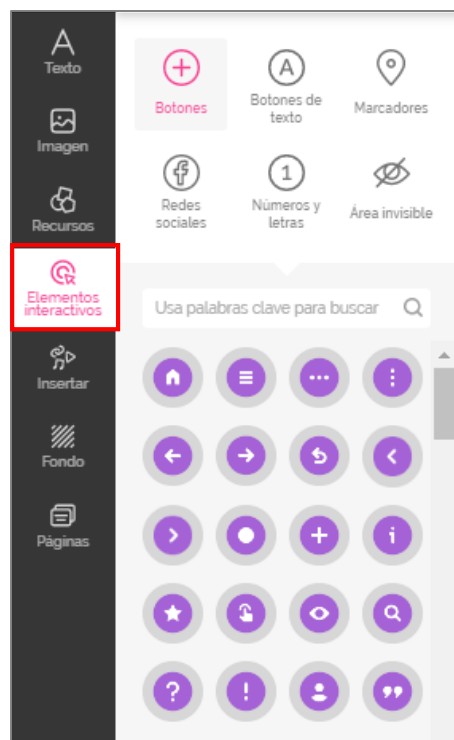 Texto
Imagen
Recursos
Elementos
interactivos
Insertar
Fondo
Páginas
Botones
A
Botones de
texto
Marcadores
f
Redes
sociales
1
Números y
letras
Área invisible
Usa palabras clave para buscar
i
?
!